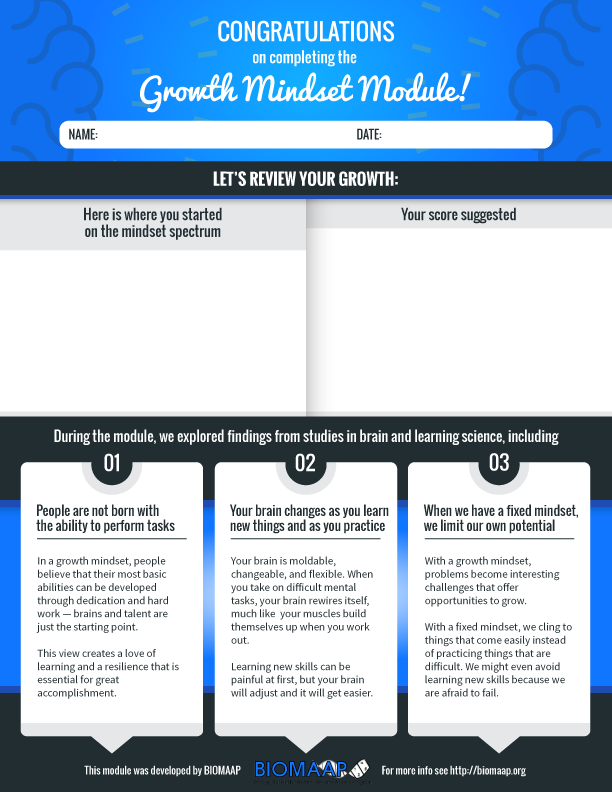 CONGRATULATIONS
on completing the
Growth Mindset Module!
NAME: DATE:
LET'S REVIEW YOUR GROWTH:
Here is where you started
on the mindset spectrum
Your score suggested
During the module, we explored findings from studies in brain and learning science, including
01
People are not born with
the ability to perform tasks
In a growth mindset, people
believe that their most basic
abilities can be developed
through dedication and hard
work — brains and talent are
just the starting point.
This view creates a love of
learning and a resilience that is
essential for great
accomplishment.
02
Your brain changes as you learn
new things and as you practice
Your brain is moldable,
changeable, and flexible. When
you take on difficult mental
tasks, your brain rewires itself,
much like your muscles build
themselves up when you work
out.
Learning new skills can be
painful at first, but your brain
will adjust and it will get easier.
03
When we have a fixed mindset,
we limit our own potential
With a growth mindset,
problems become interesting
challenges that offer
opportunities to grow.
With a fixed mindset, we cling to
things that come easily instead
of practicing things that are
difficult. We might even avoid
learning new skills because we
are afraid to fail.
This module was developed by BIOMAAP
BIOMAAP
For more info see http://biomaap.org